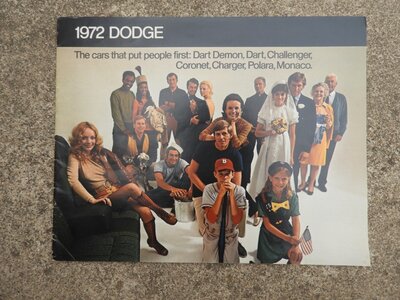 1972 DODGE
The cars that put people first: Dart Demon, Dart, Challenger,
Coronet, Charger, Polara, Monaco.
B